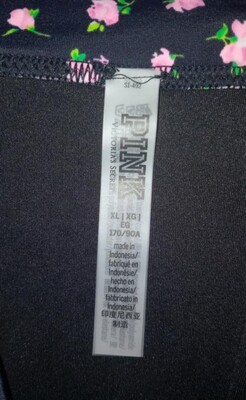 PINK
VICTORIA'S SECRET
XL | XG |
EG
170/90A
made in
Indonesia/
fabriqué en
Indonésie/
hecho en
Indonesia/
fabricato in
Indonesia/
印度尼西亚
制造